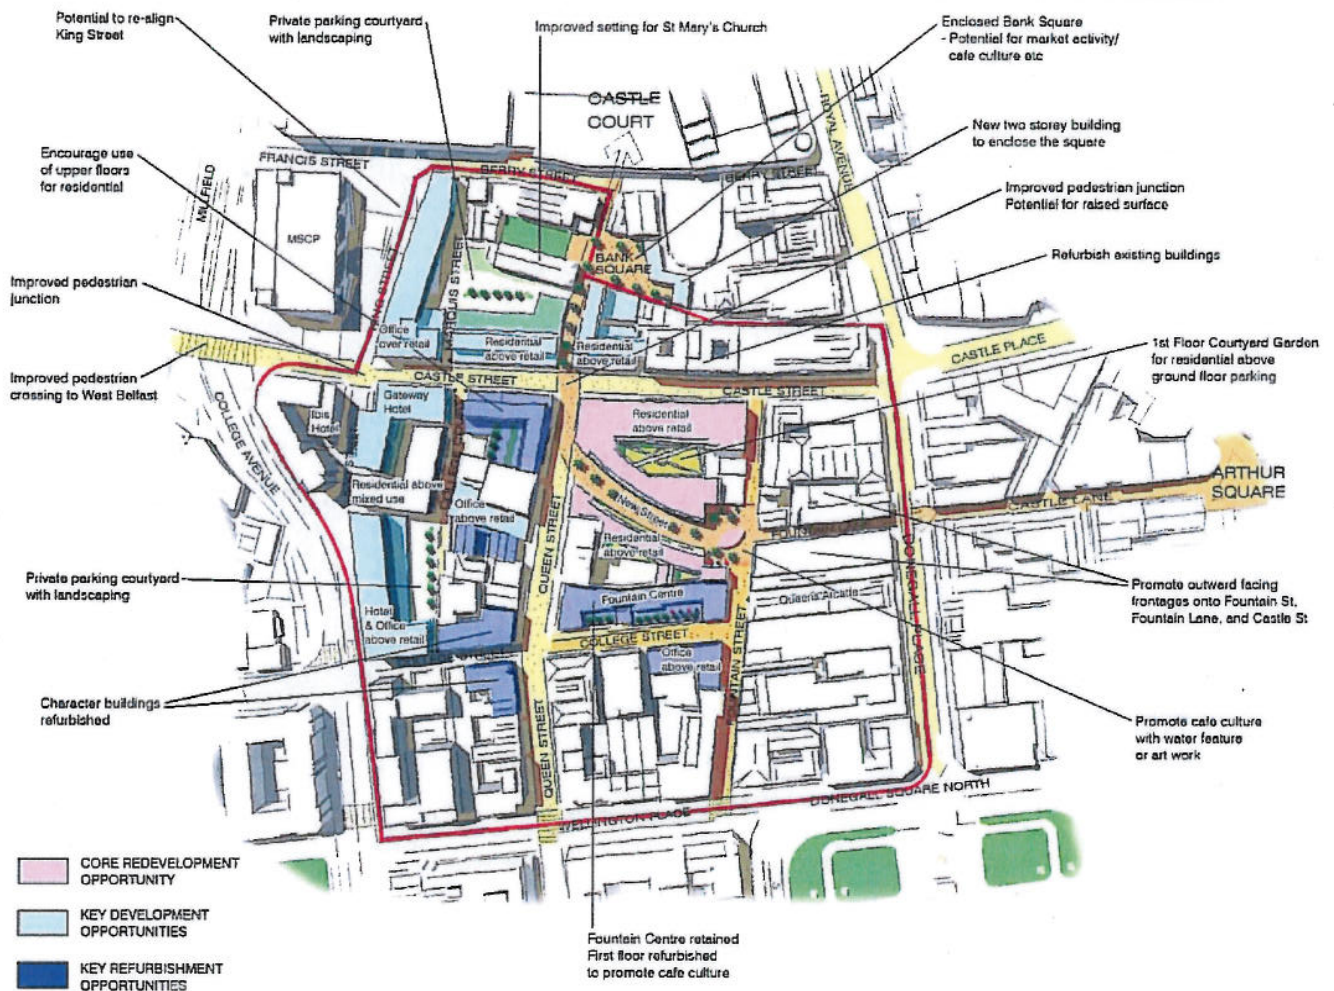 Potential to re-align
King Street
Private parking courtyard
with landscaping
Improved setting for St Mary's Church
Enclosed Bank Square
- Potential for market activity/
cafe culture etc
New two storey building
to enclose the square
Improved pedestrian junction
Potential for raised surface
Refurbish existing buildings
1st Floor Courtyard Garden
for residential above
ground floor parking
Encourage use
of upper floors
for residential
Improved pedestrian
junction
Improved pedestrian
crossing to West Belfast
Private parking courtyard
with landscaping
Character buildings
refurbished
Promote outward facing
frontages onto Fountain St,
Fountain Lane, and Castle St
Promote cafe culture
with water feature
or art work
Fountain Centre retained
First floor refurbished
to promote cafe culture
CASTLE
COURT
FRANCIS STREET
MILLFIELD
BERRY STREET
BERRY STREET
ROYAL AVENUE
MSCP
BANK
SQUARE
KING STREET
MARQUIS STREET
Office
over retail
Residential
above retail
Residential
above retail
CASTLE PLACE
CASTLE STREET
CASTLE STREET
COLLEGE AVENUE
Ibis
Hotel
Gateway
Hotel
Residential
above retail
ARTHUR
SQUARE
CASTLE LANE
Residential above
mixed use
Office
above retail
New Street
Residential
above retail
QUEEN STREET
Fountain Centre
Queens Arcade
DONEGALL PLACE
Hotel
& Office
above retail
COLLEGE STREET
Office
above retail
FOUNTAIN STREET
QUEEN STREET
WELLINGTON PLACE
DONEGALL SQUARE NORTH
CORE REDEVELOPMENT
OPPORTUNITY
KEY DEVELOPMENT
OPPORTUNITIES
KEY REFURBISHMENT
OPPORTUNITIES